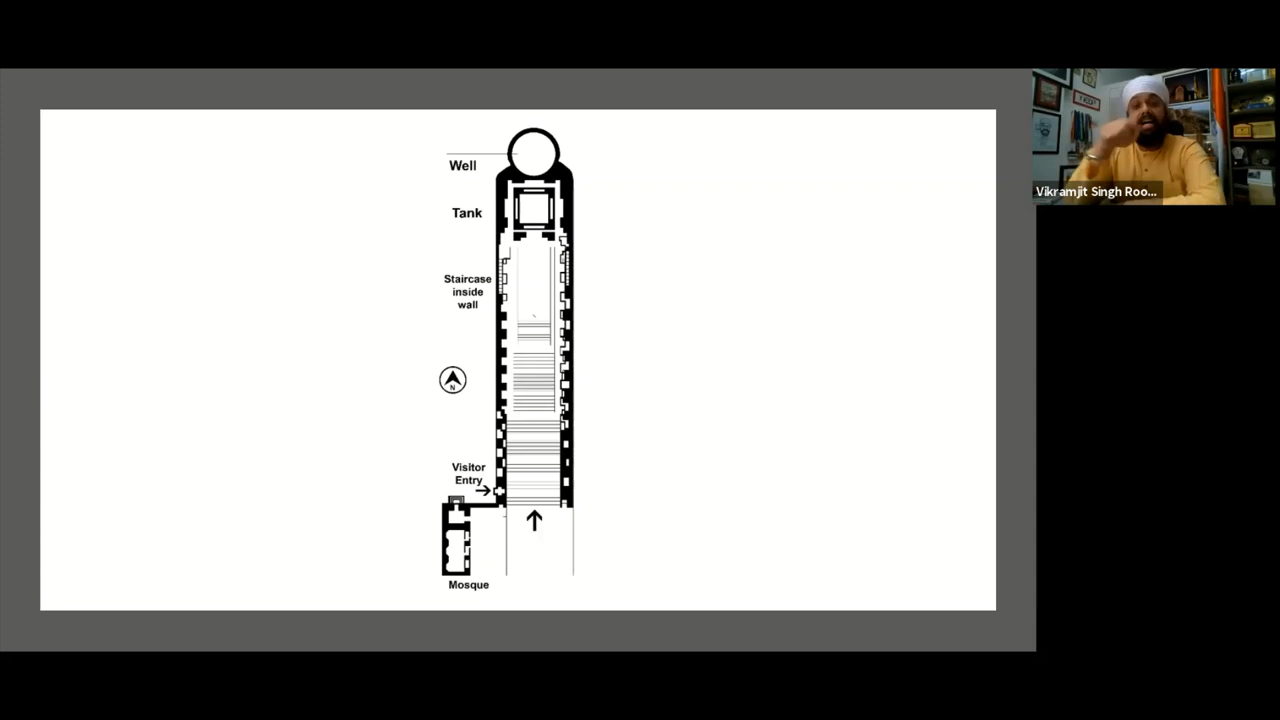 Well
Tank
Staircase
inside
wall
N
Visitor
Entry
Mosque
Vikramjit Singh Roo...